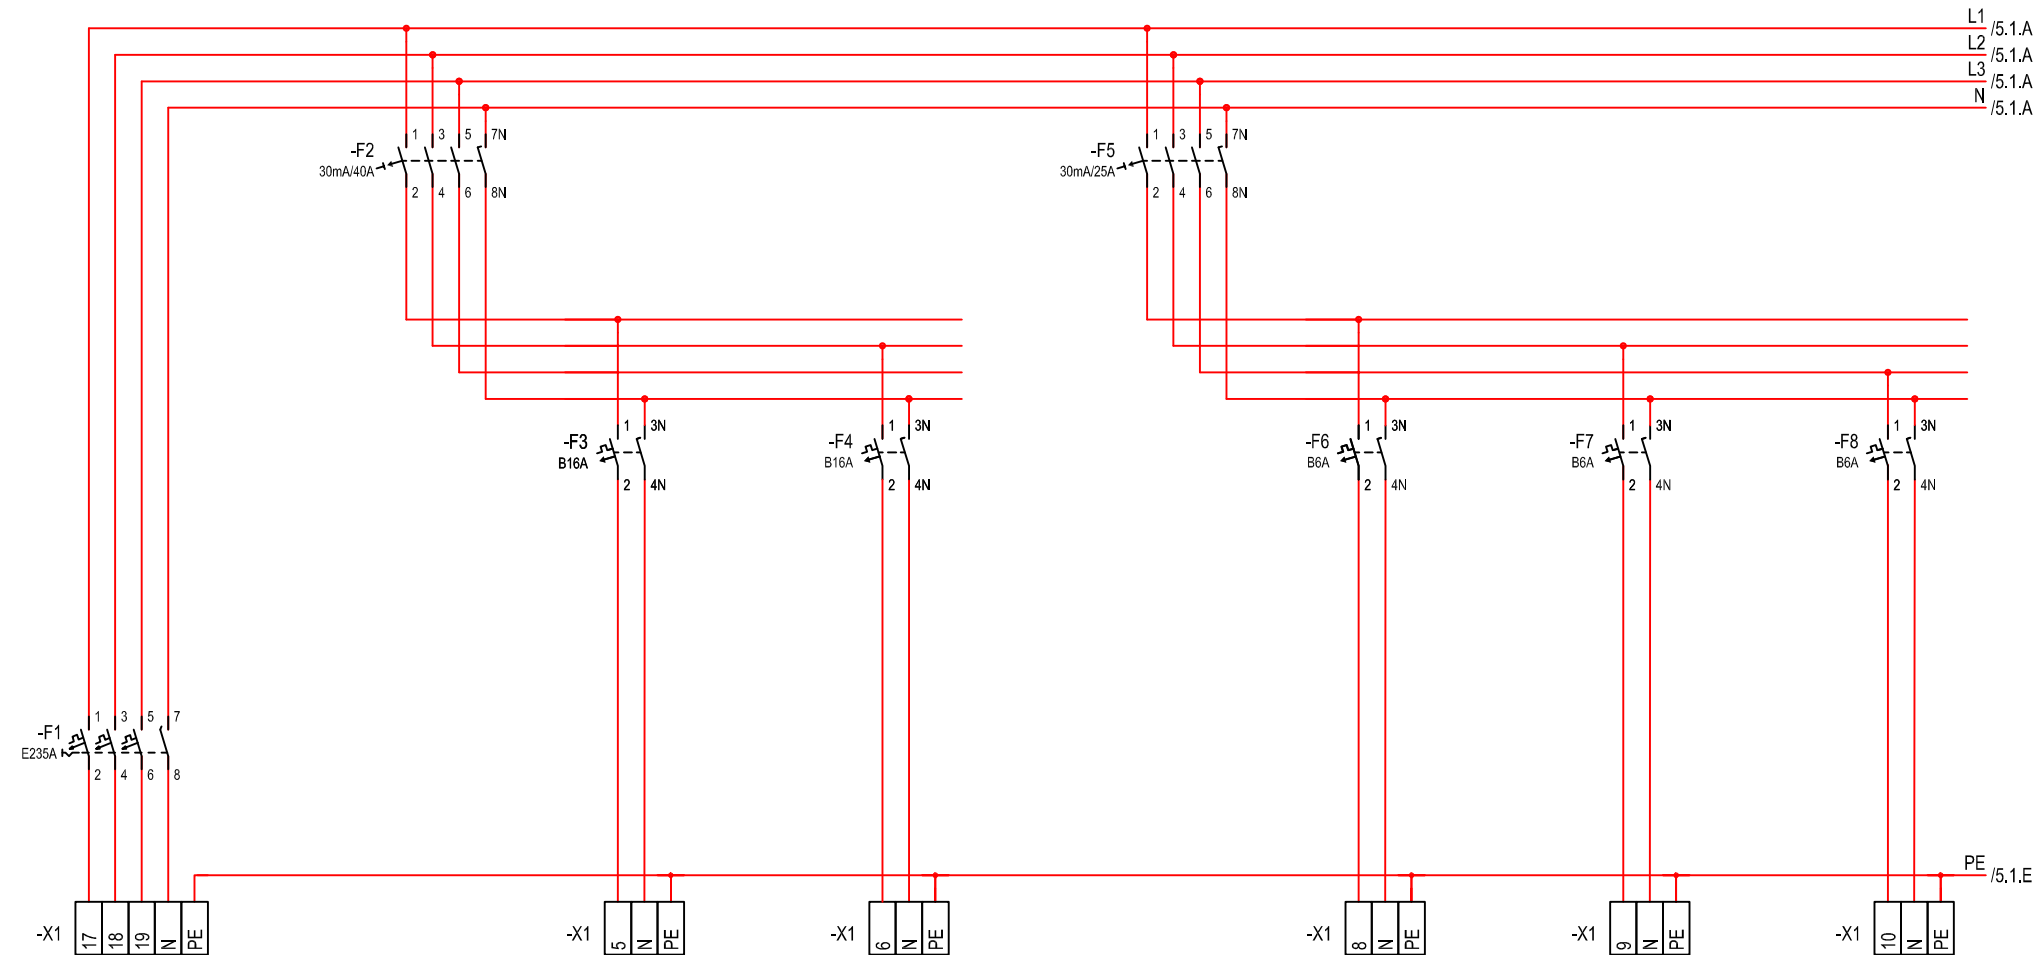 L1 /5.1.A
L2 /5.1.A
L3 /5.1.A
N /5.1.A
1 3 5 7N
-F2
30mA/40A
2 4 6 8N
1 3 5 7N
-F5
30mA/25A
2 4 6 8N
1 3N
-F3
B16A
2 4N
1 3N
-F4
B16A
2 4N
1 3N
-F6
B6A
2 4N
1 3N
-F7
B6A
2 4N
1 3N
-F8
B6A
2 4N
1 3 5 7
-F1
E235A
2 4 6 8
PE /5.1.E
-X1 17 18 19 N PE
-X1 5 N PE
-X1 6 N PE
-X1 8 N PE
-X1 9 N PE
-X1 10 N PE